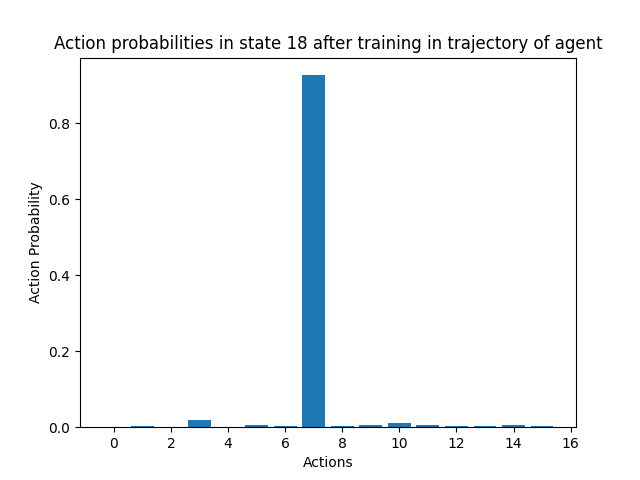 Action probabilities in state 18 after training in trajectory of agent
Action Probability
0.8
0.6
0.4
0.2
0.0
0 2 4 6 8 10 12 14 16
Actions